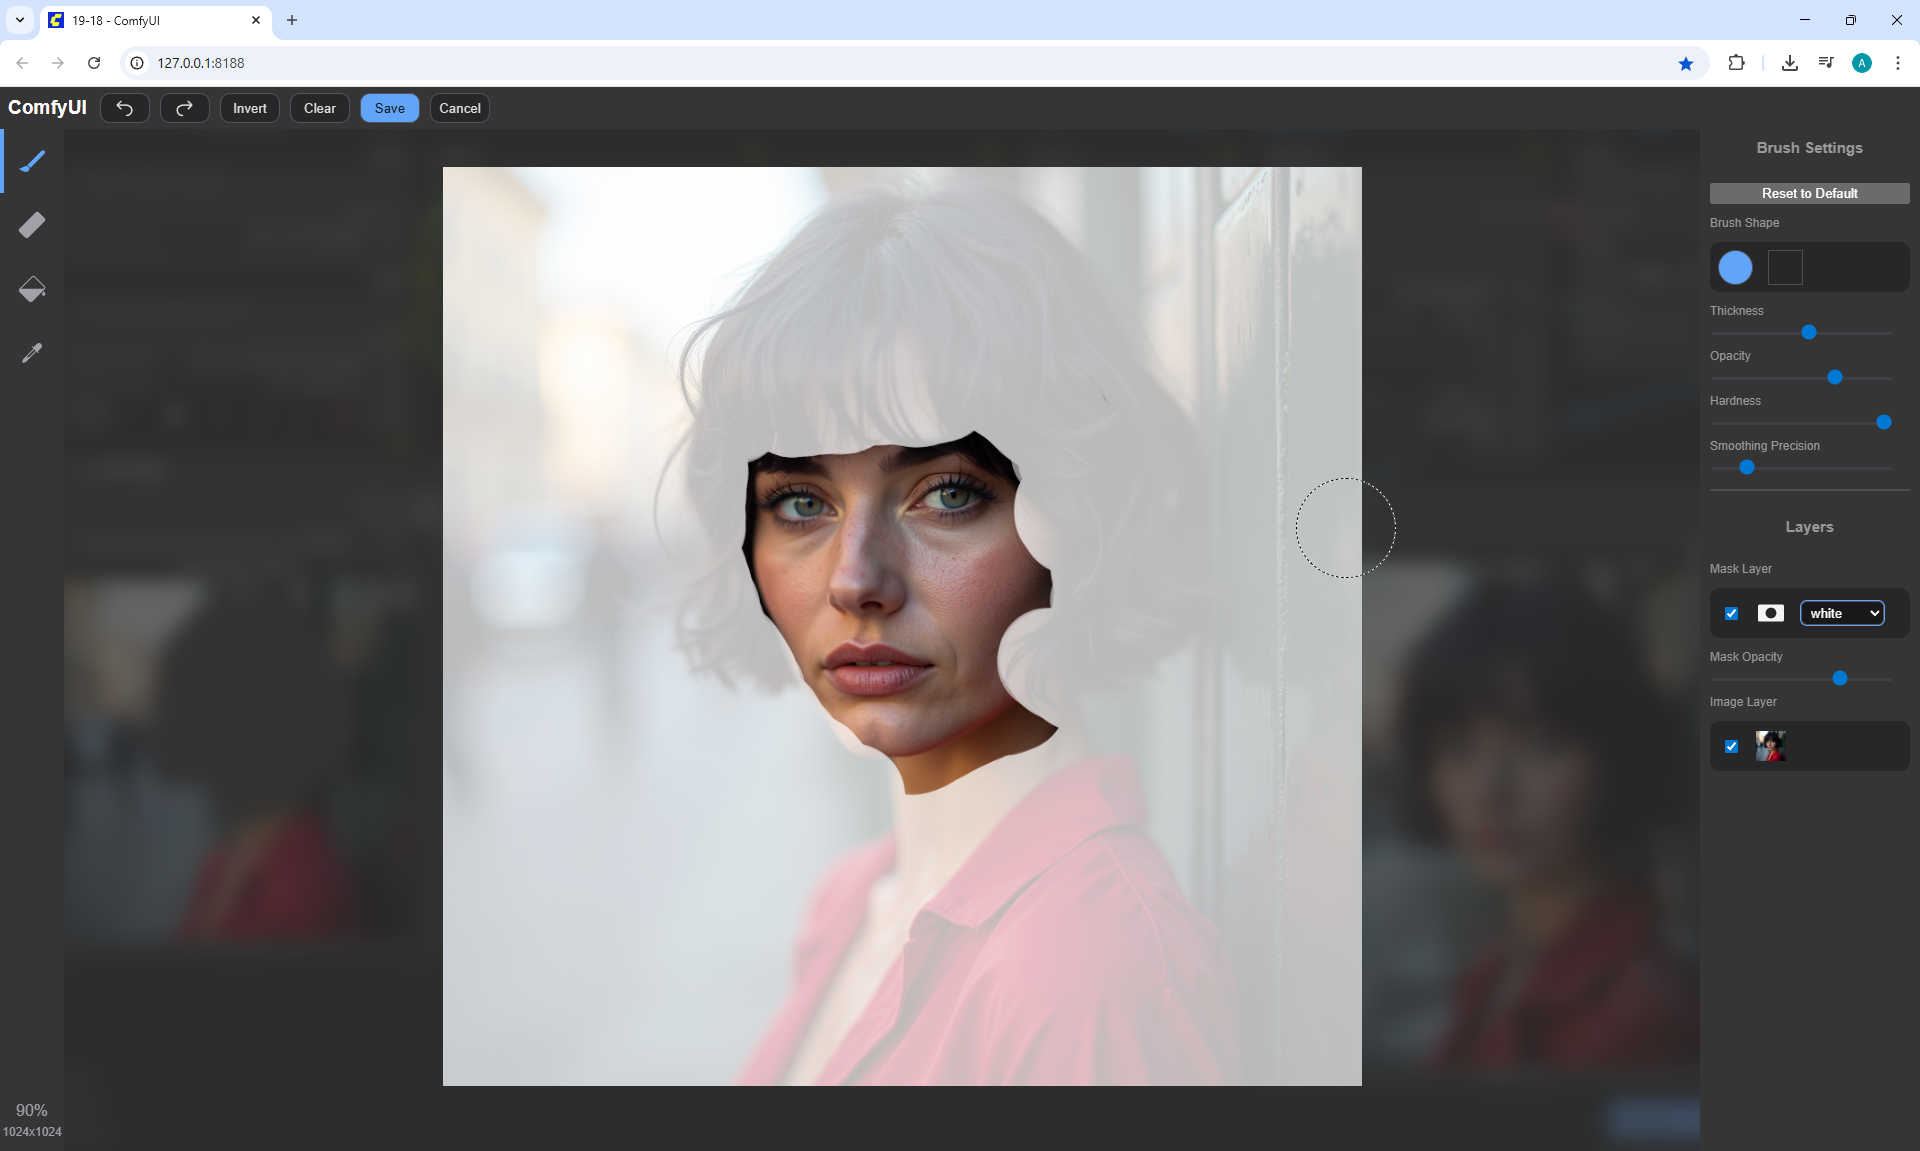 19-18 - ComfyUI
127.0.0.1:8188
A
ComfyUI
Invert
Clear
Save
Cancel
Brush Settings
Reset to Default
Brush Shape
Thickness
Opacity
Hardness
Smoothing Precision
Layers
Mask Layer
white
Mask Opacity
Image Layer
90%
1024x1024